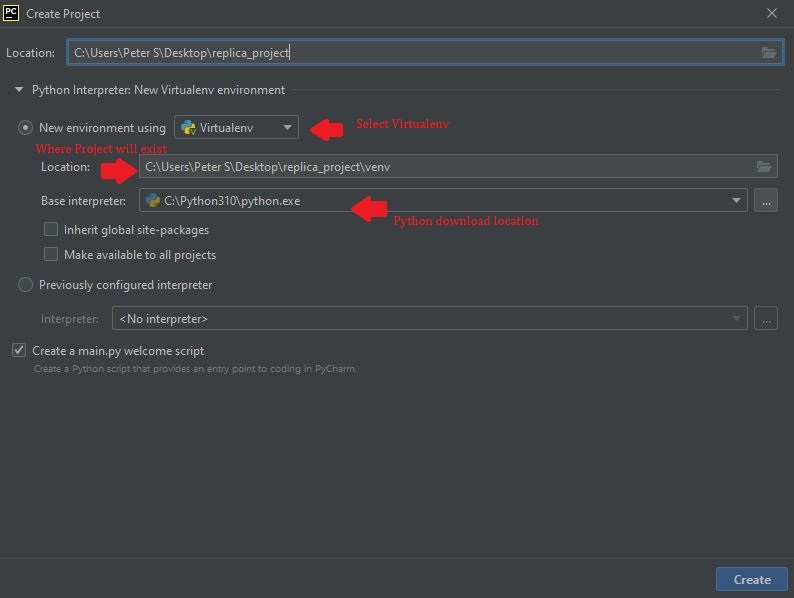 PC
Create Project
Location: C:\Users\Peter S\Desktop\replica_project
Python Interpreter: New Virtualenv environment
New environment using Virtualenv
Select Virtualenv
Where Project will exist
Location: C:\Users\Peter S\Desktop\replica_project\venv
Base interpreter: C:\Python310\python.exe ...
Python download location
Inherit global site-packages
Make available to all projects
Previously configured interpreter
Interpreter: <No interpreter> ...
Create a main.py welcome script
Create a Python script that provides an entry point to coding in PyCharm.
Create